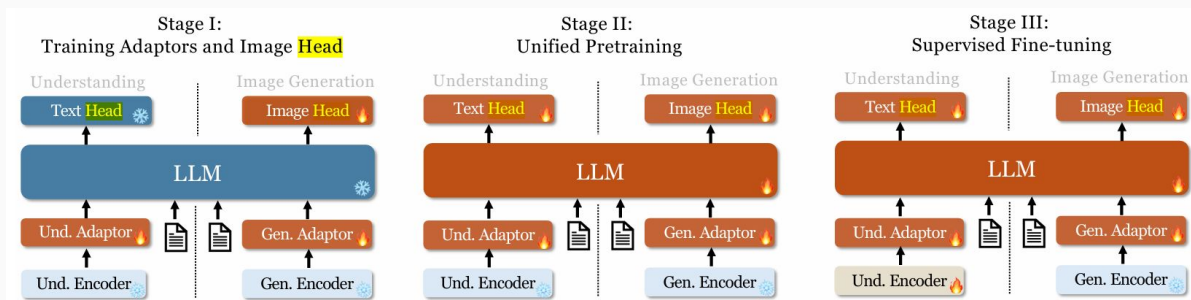 Stage I:
Training Adaptors and Image Head
Understanding
Image Generation
Text Head
Image Head
LLM
Und. Adaptor
Gen. Adaptor
Und. Encoder
Gen. Encoder
Stage II:
Unified Pretraining
Understanding
Image Generation
Text Head
Image Head
LLM
Und. Adaptor
Gen. Adaptor
Und. Encoder
Gen. Encoder
Stage III:
Supervised Fine-tuning
Understanding
Image Generation
Text Head
Image Head
LLM
Und. Adaptor
Gen. Adaptor
Und. Encoder
Gen. Encoder